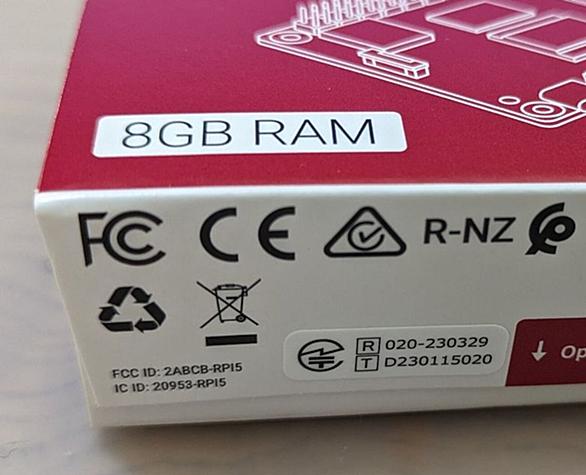 8GB RAM
FC CE R-NZ
FCC ID: 2ABCB-RPI5
IC ID: 20953-RPI5
R 020-230329
T D230115020